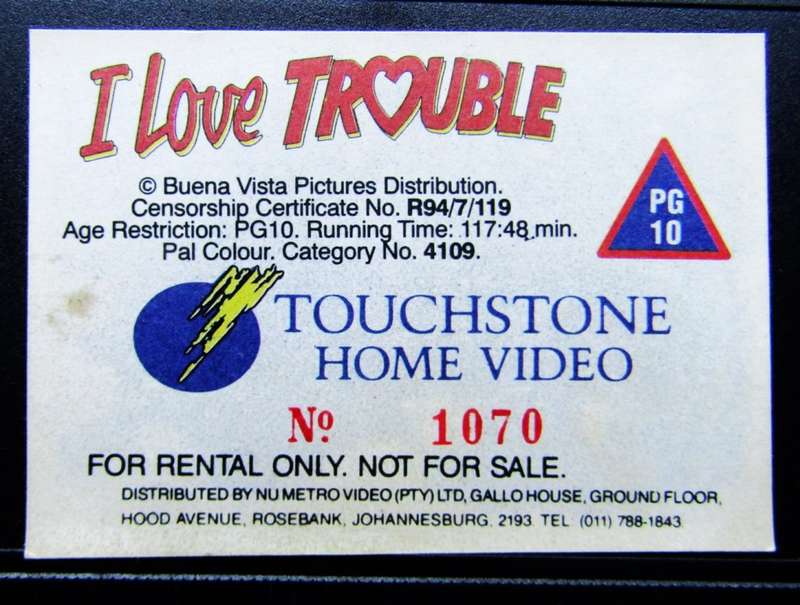 I Love TROUBLE
© Buena Vista Pictures Distribution.
Censorship Certificate No. R94/7/119
Age Restriction: PG10. Running Time: 117:48 min.
Pal Colour. Category No. 4109.
PG
10
TOUCHSTONE
HOME VIDEO
Nº 1070
FOR RENTAL ONLY. NOT FOR SALE.
DISTRIBUTED BY NU METRO VIDEO (PTY) LTD, GALLO HOUSE, GROUND FLOOR,
HOOD AVENUE, ROSEBANK, JOHANNESBURG. 2193 TEL: (011) 788-1843